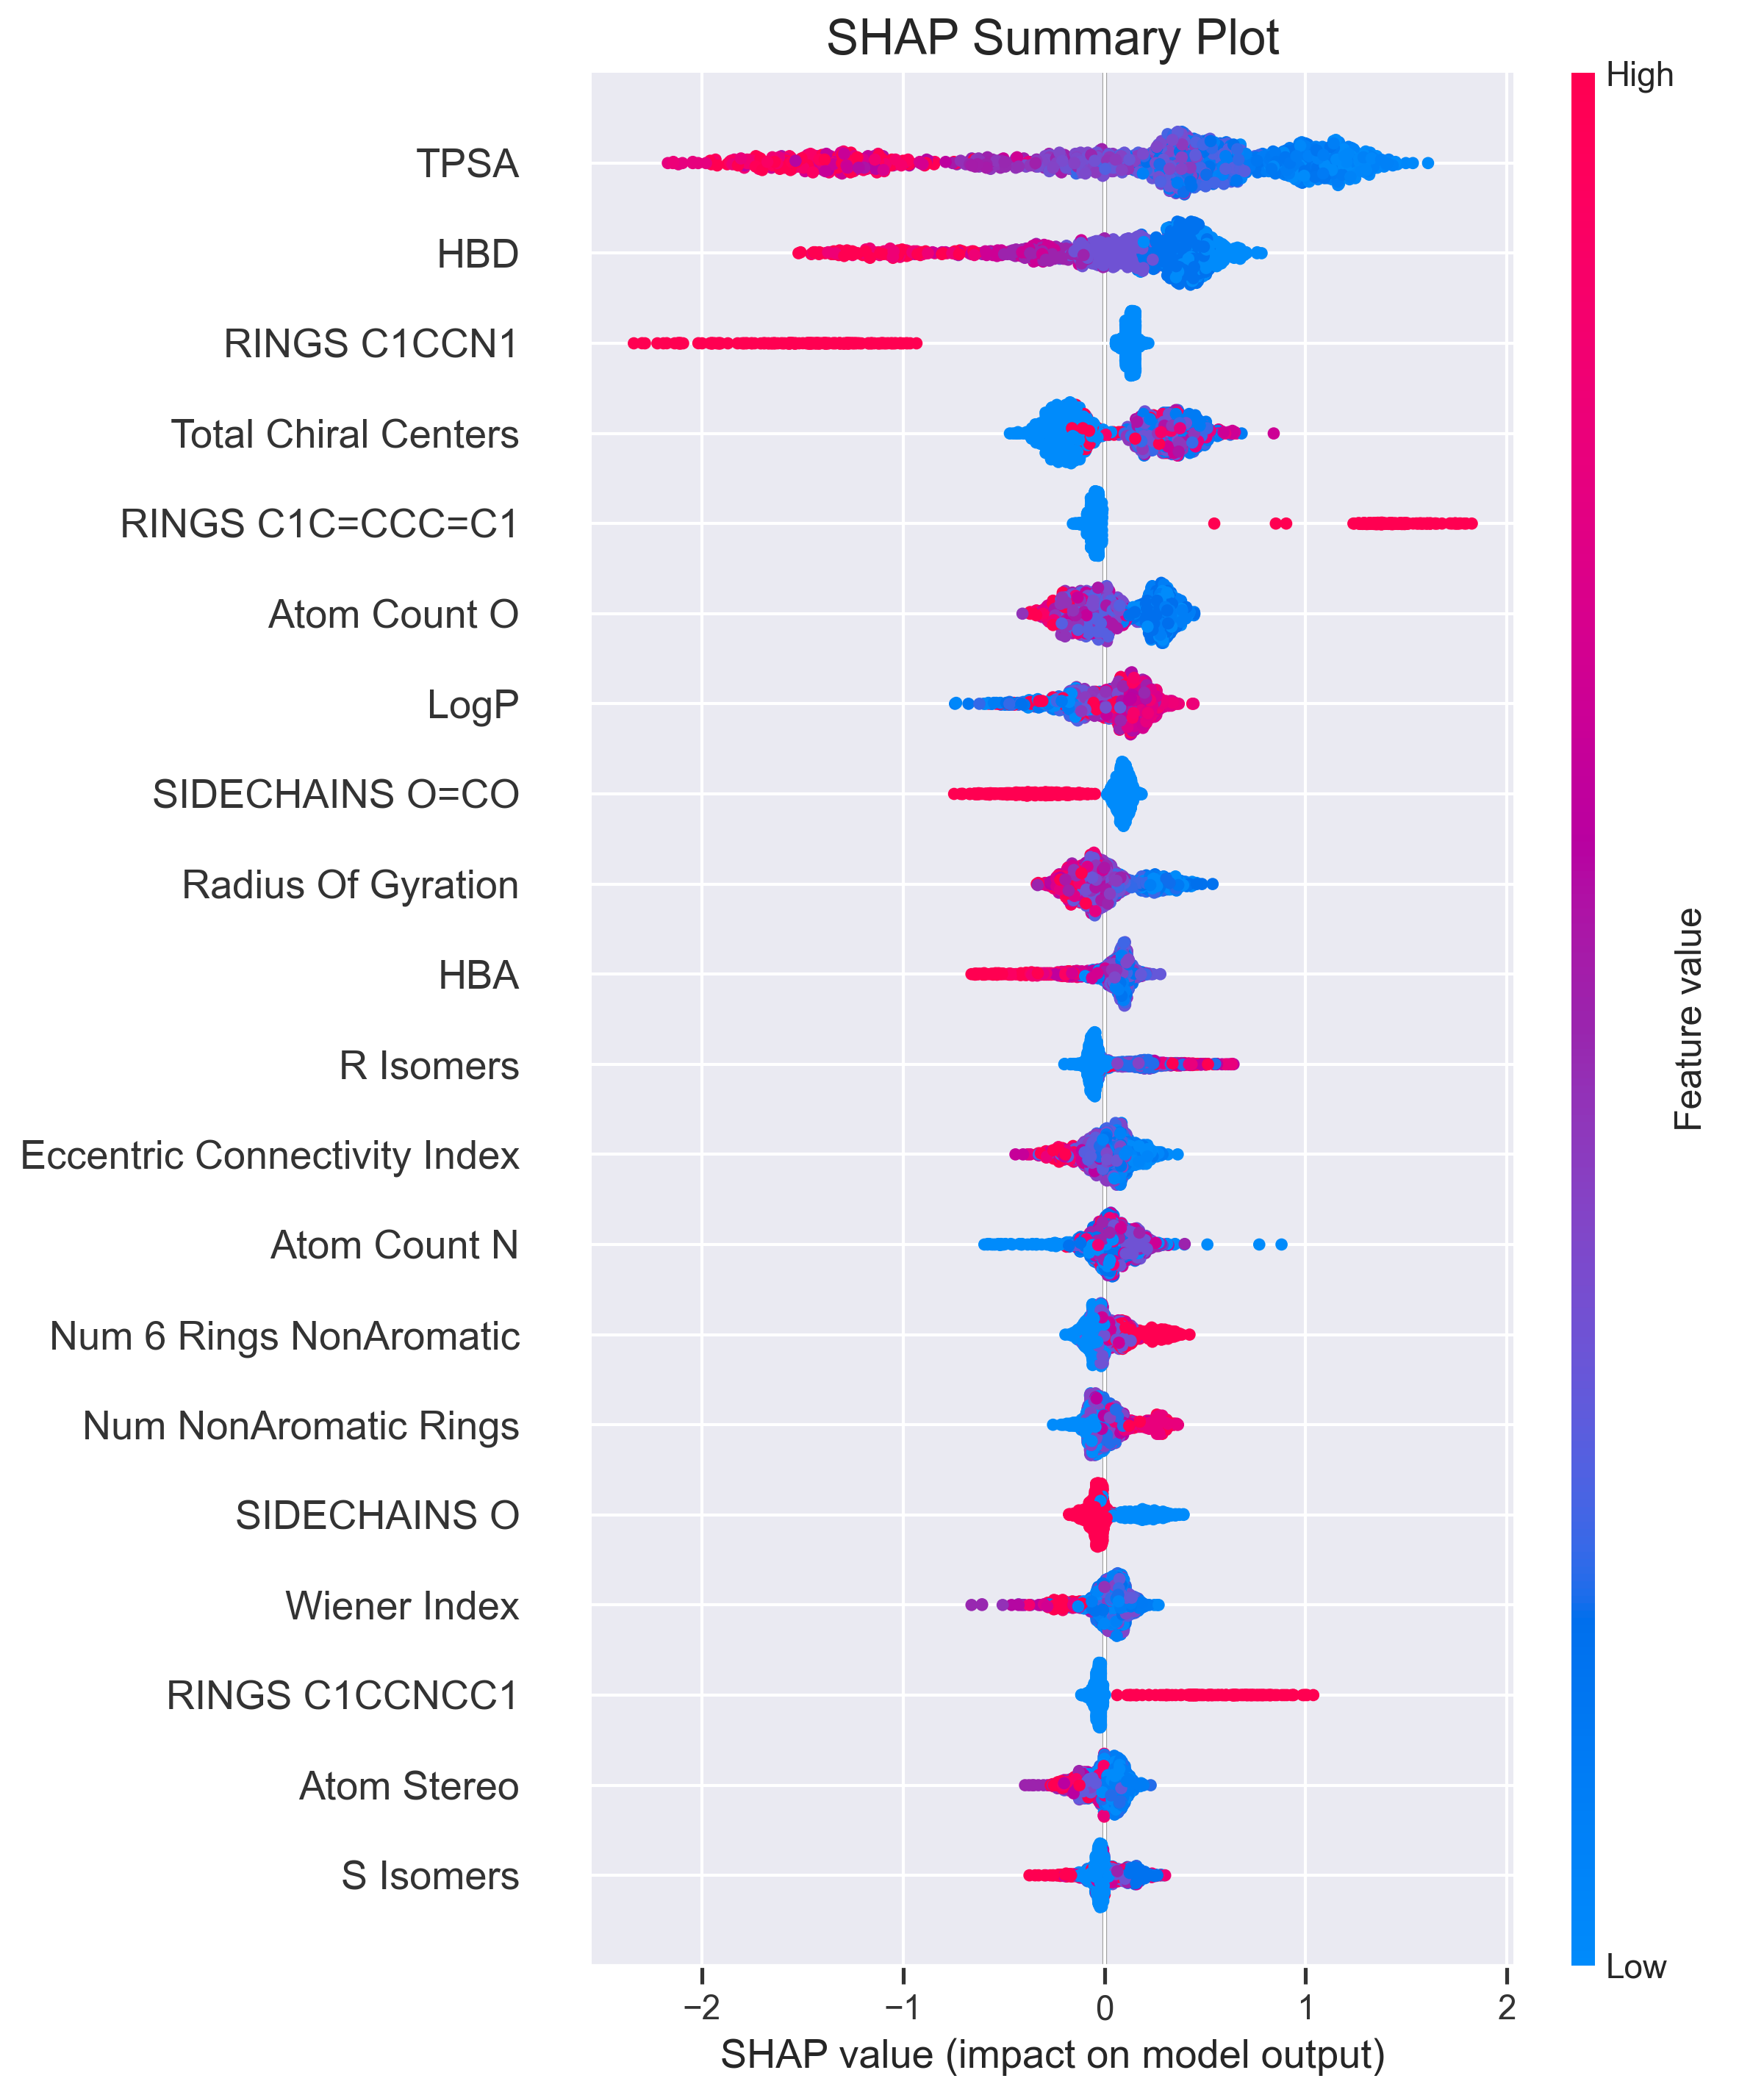 SHAP Summary Plot
High
TPSA
HBD
RINGS C1CCN1
Total Chiral Centers
RINGS C1C=CCC=C1
Atom Count O
LogP
SIDECHAINS O=CO
Radius Of Gyration
HBA
R Isomers
Eccentric Connectivity Index
Atom Count N
Num 6 Rings NonAromatic
Num NonAromatic Rings
SIDECHAINS O
Wiener Index
RINGS C1CCNCC1
Atom Stereo
S Isomers
Feature value
Low
−2 −1 0 1 2
SHAP value (impact on model output)